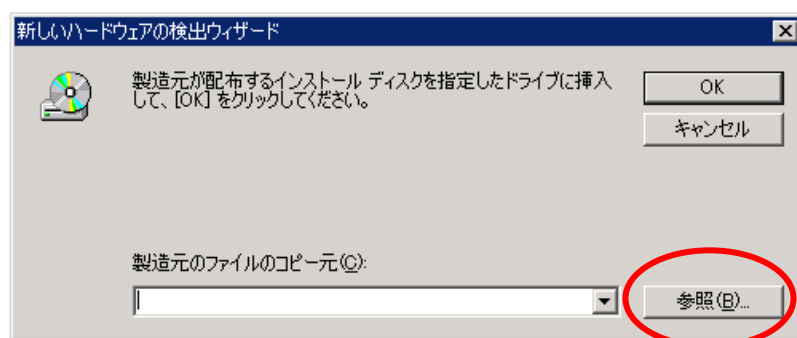 新しいハードウェアの検出ウィザード
製造元が配布するインストール ディスクを指定したドライブに挿入
して、[OK] をクリックしてください。
OK
キャンセル
製造元のファイルのコピー元(C):
参照(B)...